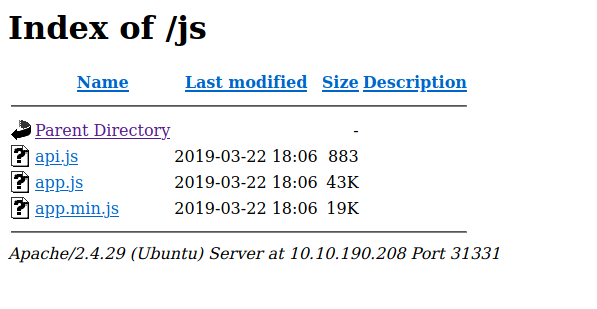 Index of /js
Name Last modified Size Description
Parent Directory -
api.js 2019-03-22 18:06 883
app.js 2019-03-22 18:06 43K
app.min.js 2019-03-22 18:06 19K
Apache/2.4.29 (Ubuntu) Server at 10.10.190.208 Port 31331